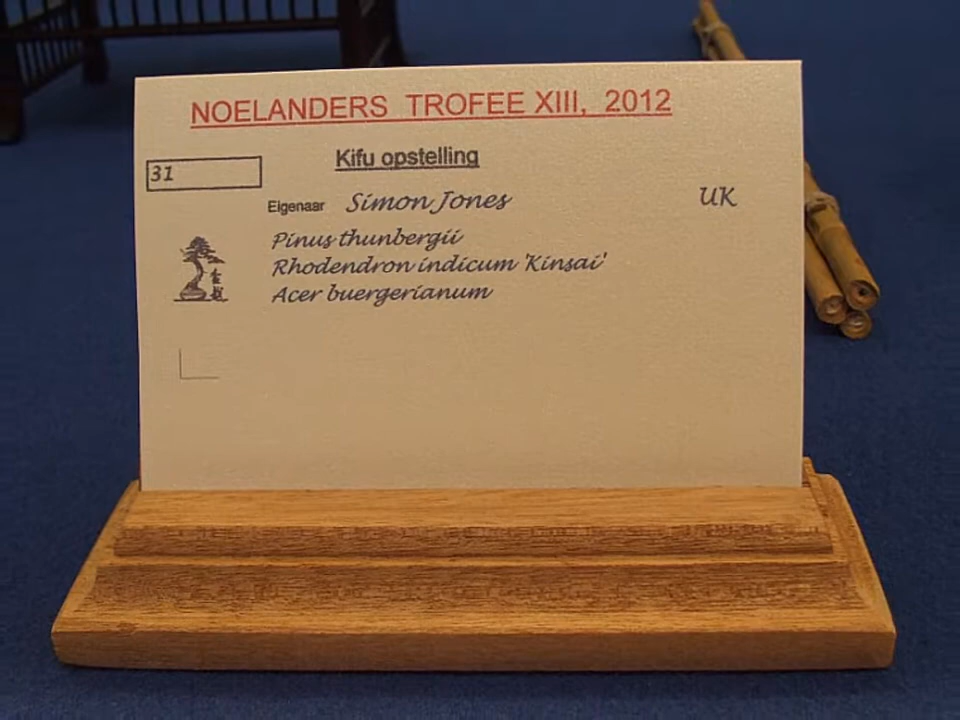 NOELANDERS TROFEE XIII, 2012
Kifu opstelling
31
Eigenaar Simon Jones UK
Pinus thunbergii
Rhodendron indicum 'Kinsai'
Acer buergerianum